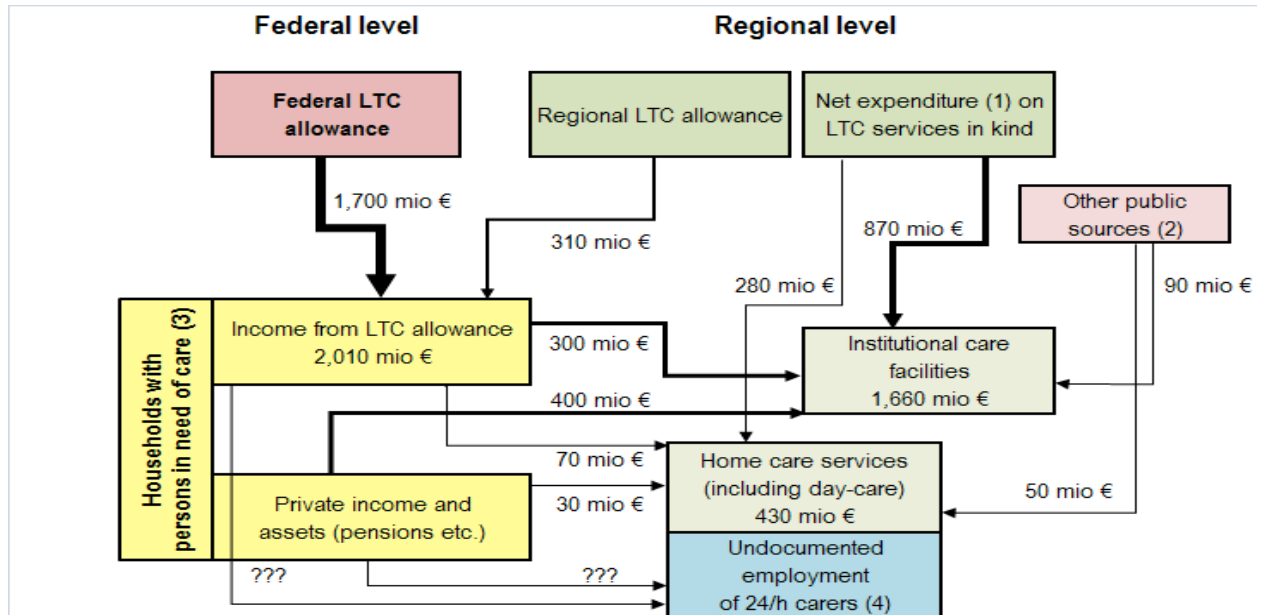 Federal level
Regional level
Federal LTC
allowance
Regional LTC allowance
Net expenditure (1) on
LTC services in kind
Other public
sources (2)
1,700 mio €
310 mio €
870 mio €
280 mio €
90 mio €
Households with
persons in need of care (3)
Income from LTC allowance
2,010 mio €
300 mio €
Institutional care
facilities
1,660 mio €
400 mio €
70 mio €
Home care services
(including day-care)
430 mio €
50 mio €
Private income and
assets (pensions etc.)
30 mio €
???
???
Undocumented
employment
of 24/h carers (4)